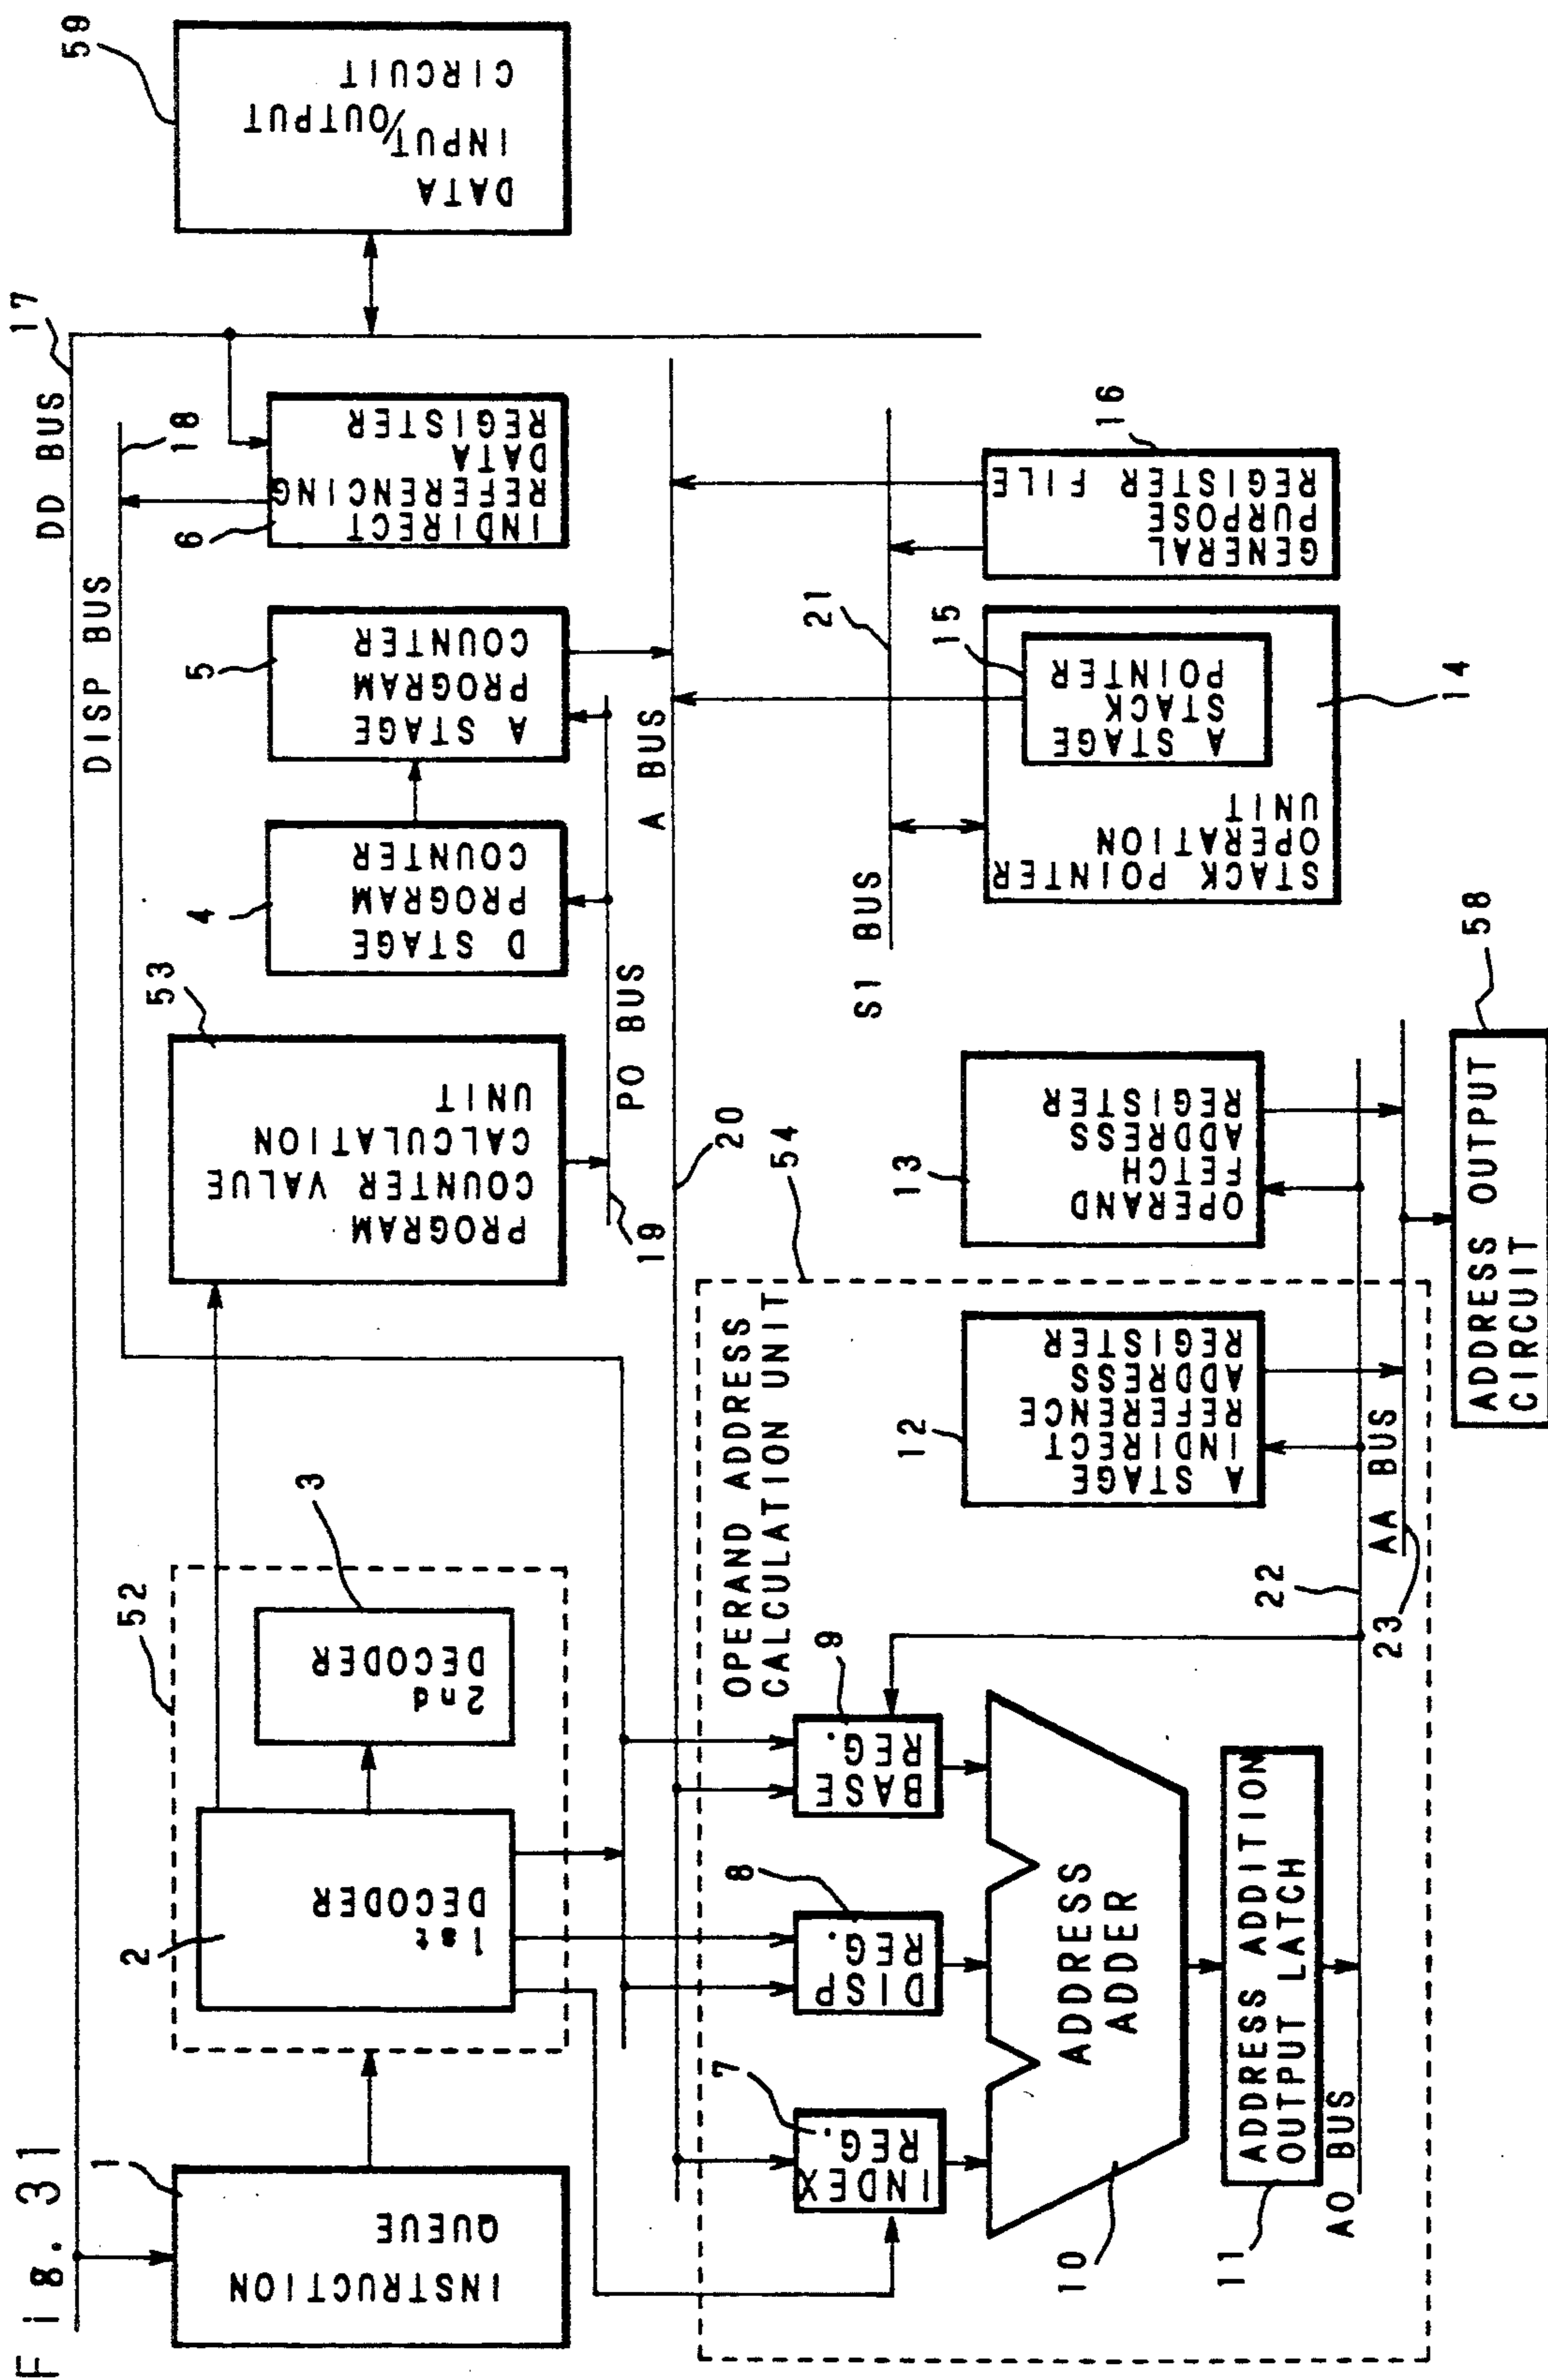 Fig. 31
DD BUS
17
DISP BUS
18
1
INSTRUCTION
QUEUE
52
2
1st
DECODER
3
2nd
DECODER
53
PROGRAM
COUNTER VALUE
CALCULATION
UNIT
4
D STAGE
PROGRAM
COUNTER
5
A STAGE
PROGRAM
COUNTER
6
INDIRECT
REFERENCING
DATA
REGISTER
59
DATA
INPUT/OUTPUT
CIRCUIT
19
PO BUS
20
A BUS
54
OPERAND ADDRESS
CALCULATION UNIT
7
INDEX
REG.
8
DISP
REG.
9
BASE
REG.
10
ADDRESS
ADDER
11
ADDRESS ADDITION
OUTPUT LATCH
AO BUS
22
AA BUS
23
12
A STAGE
INDIRECT
REFERENCE
ADDRESS
REGISTER
13
OPERAND
FETCH
ADDRESS
REGISTER
58
ADDRESS OUTPUT
CIRCUIT
S1 BUS
21
14
STACK POINTER
OPERATION
UNIT
15
A STAGE
STACK
POINTER
16
GENERAL
PURPOSE
REGISTER FILE